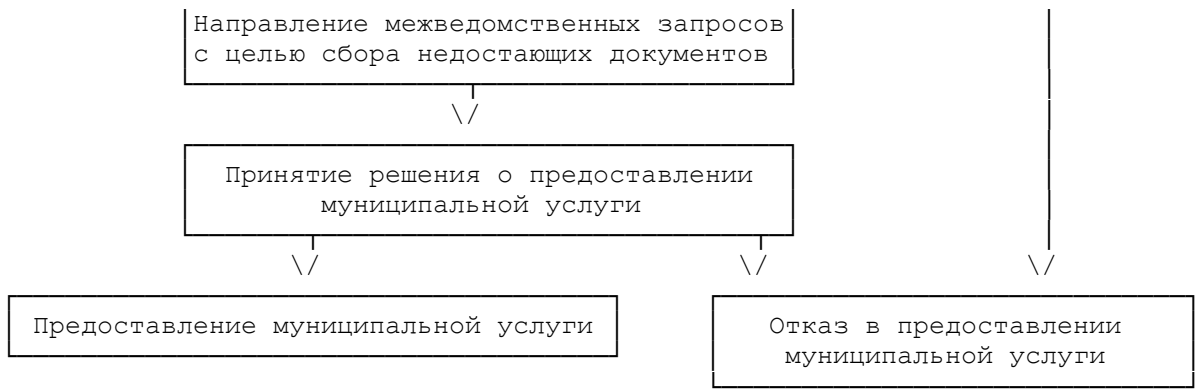 Направление межведомственных запросов
с целью сбора недостающих документов
Принятие решения о предоставлении
муниципальной услуги
Предоставление муниципальной услуги
Отказ в предоставлении
муниципальной услуги